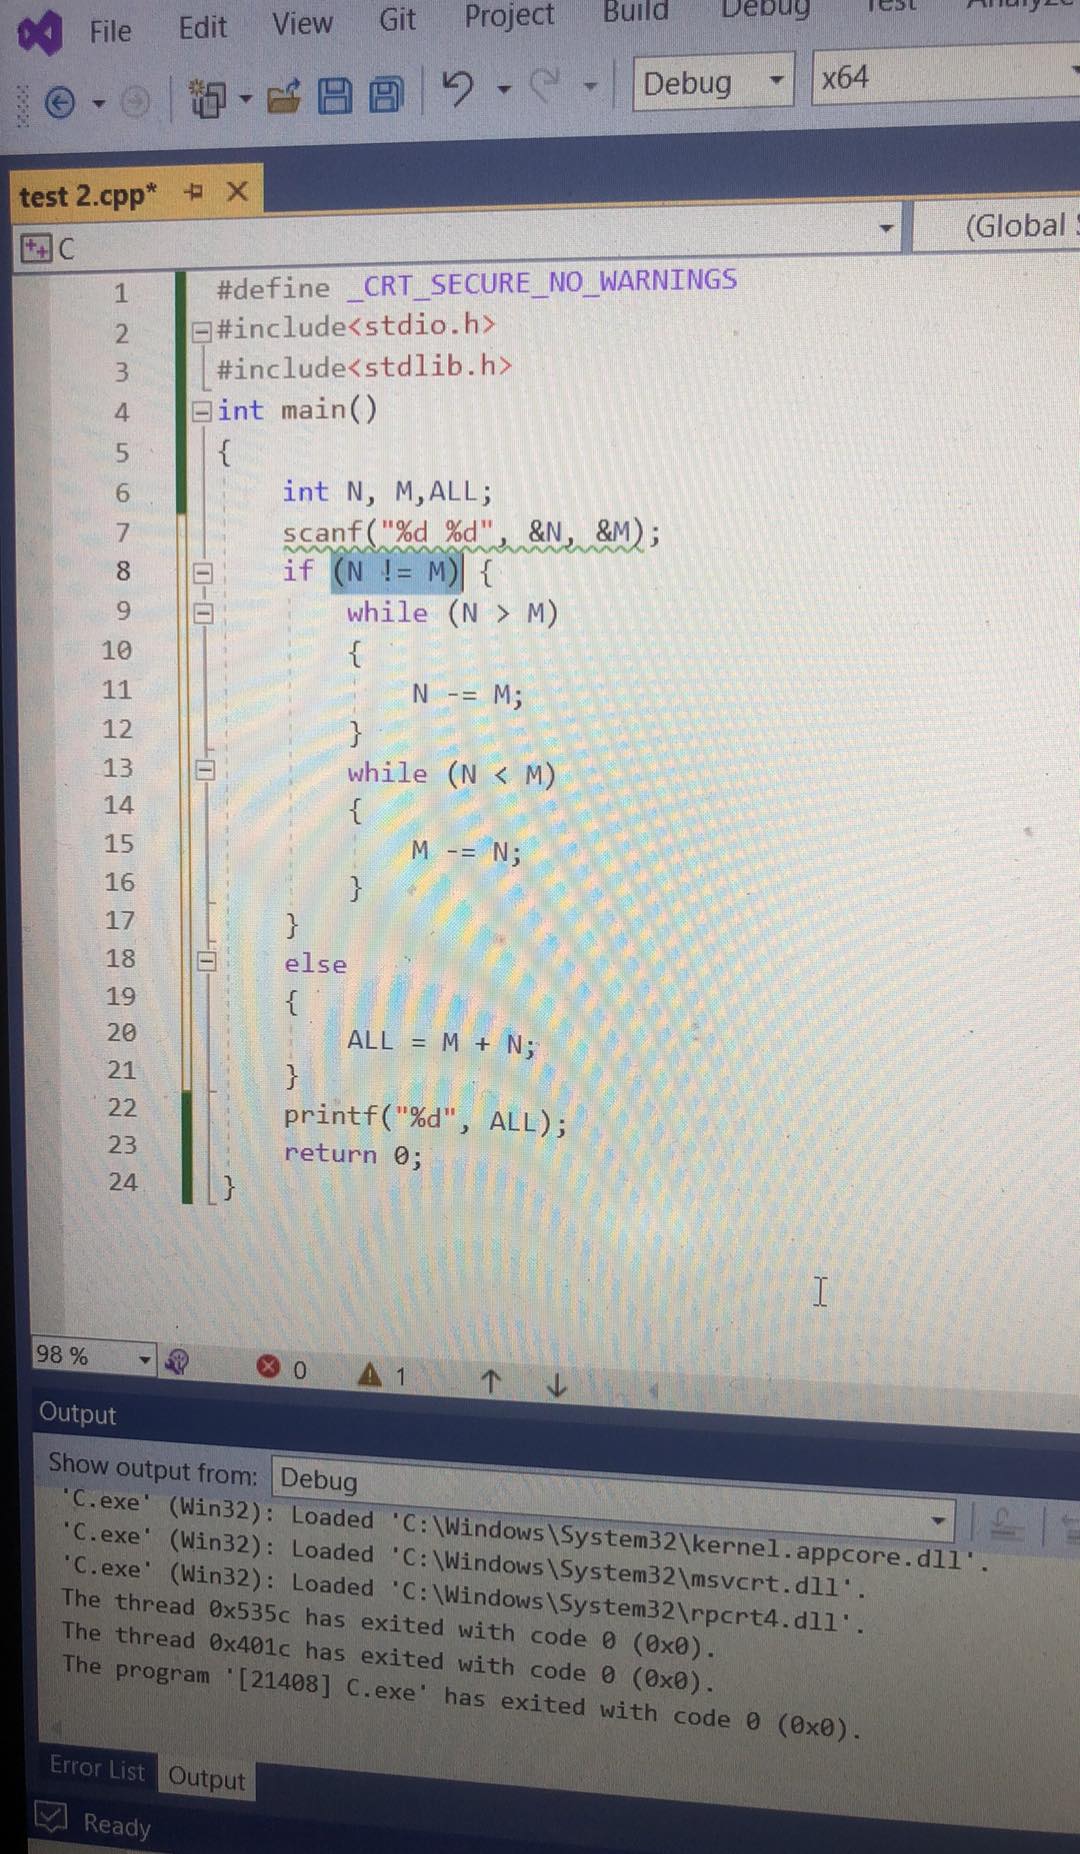 File Edit View Git Project Build Debug Test Analyze
Debug x64
test 2.cpp*
C (Global
1 #define _CRT_SECURE_NO_WARNINGS
2 #include<stdio.h>
3 #include<stdlib.h>
4 int main()
5 {
6 int N, M,ALL;
7 scanf("%d %d", &N, &M);
8 if (N != M) {
9 while (N > M)
10 {
11 N -= M;
12 }
13 while (N < M)
14 {
15 M -= N;
16 }
17 }
18 else
19 {
20 ALL = M + N;
21 }
22 printf("%d", ALL);
23 return 0;
24 }
98 % 0 1
Output
Show output from: Debug
'C.exe' (Win32): Loaded 'C:\Windows\System32\kernel.appcore.dll'.
'C.exe' (Win32): Loaded 'C:\Windows\System32\msvcrt.dll'.
'C.exe' (Win32): Loaded 'C:\Windows\System32\rpcrt4.dll'.
The thread 0x535c has exited with code 0 (0x0).
The thread 0x401c has exited with code 0 (0x0).
The program '[21408] C.exe' has exited with code 0 (0x0).
Error List Output
Ready